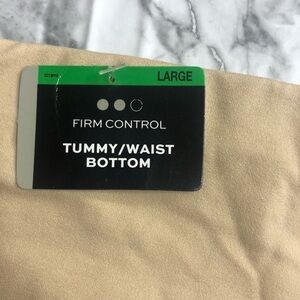 LARGE
FIRM CONTROL
TUMMY/WAIST
BOTTOM